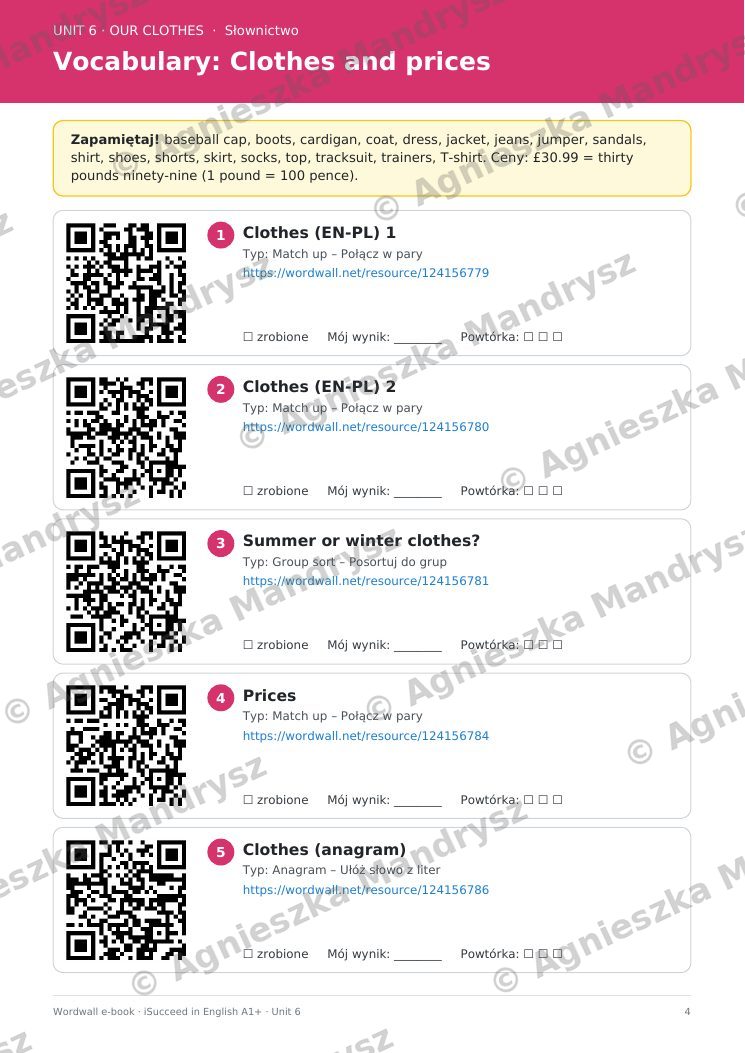 UNIT 6 · OUR CLOTHES · Słownictwo
Vocabulary: Clothes and prices
Zapamiętaj! baseball cap, boots, cardigan, coat, dress, jacket, jeans, jumper, sandals,
shirt, shoes, shorts, skirt, socks, top, tracksuit, trainers, T-shirt. Ceny: £30.99 = thirty
pounds ninety-nine (1 pound = 100 pence).
1 Clothes (EN-PL) 1
Typ: Match up – Połącz w pary
https://wordwall.net/resource/124156779
☐ zrobione Mój wynik: ________ Powtórka: ☐ ☐ ☐
2 Clothes (EN-PL) 2
Typ: Match up – Połącz w pary
https://wordwall.net/resource/124156780
☐ zrobione Mój wynik: ________ Powtórka: ☐ ☐ ☐
3 Summer or winter clothes?
Typ: Group sort – Posortuj do grup
https://wordwall.net/resource/124156781
☐ zrobione Mój wynik: ________ Powtórka: ☐ ☐ ☐
4 Prices
Typ: Match up – Połącz w pary
https://wordwall.net/resource/124156784
☐ zrobione Mój wynik: ________ Powtórka: ☐ ☐ ☐
5 Clothes (anagram)
Typ: Anagram – Ułóż słowo z liter
https://wordwall.net/resource/124156786
☐ zrobione Mój wynik: ________ Powtórka: ☐ ☐ ☐
Wordwall e-book · iSucceed in English A1+ · Unit 6 4
© Agnieszka Mandrysz